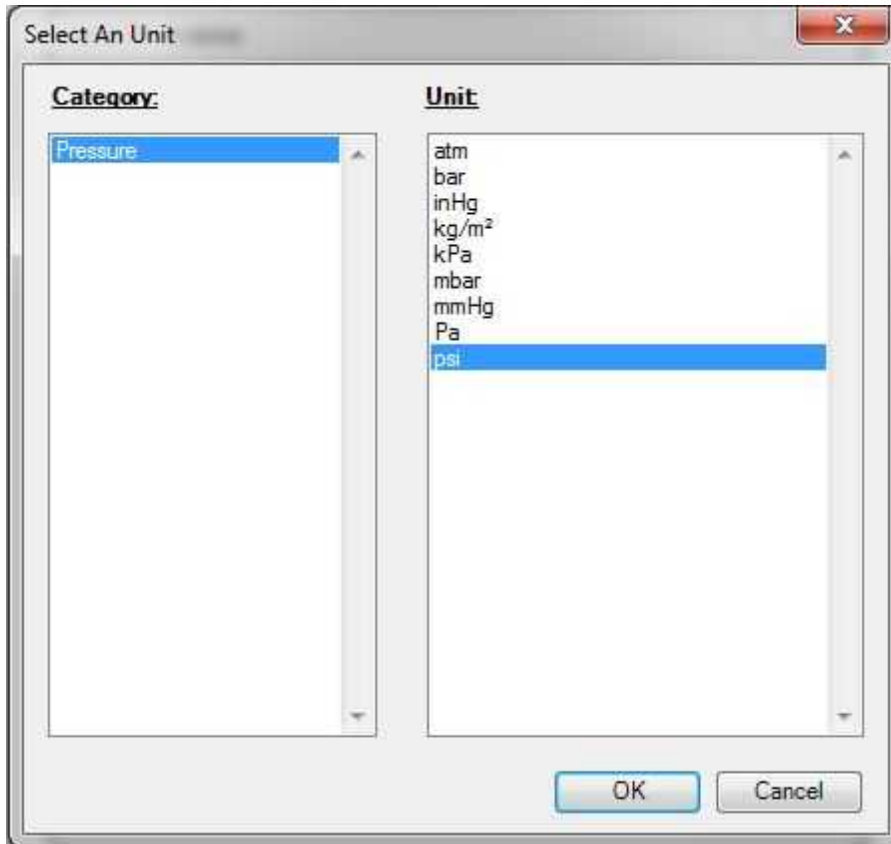 Select An Unit
Category:
Unit:
Pressure
atm
bar
inHg
kg/m²
kPa
mbar
mmHg
Pa
psi
OK
Cancel